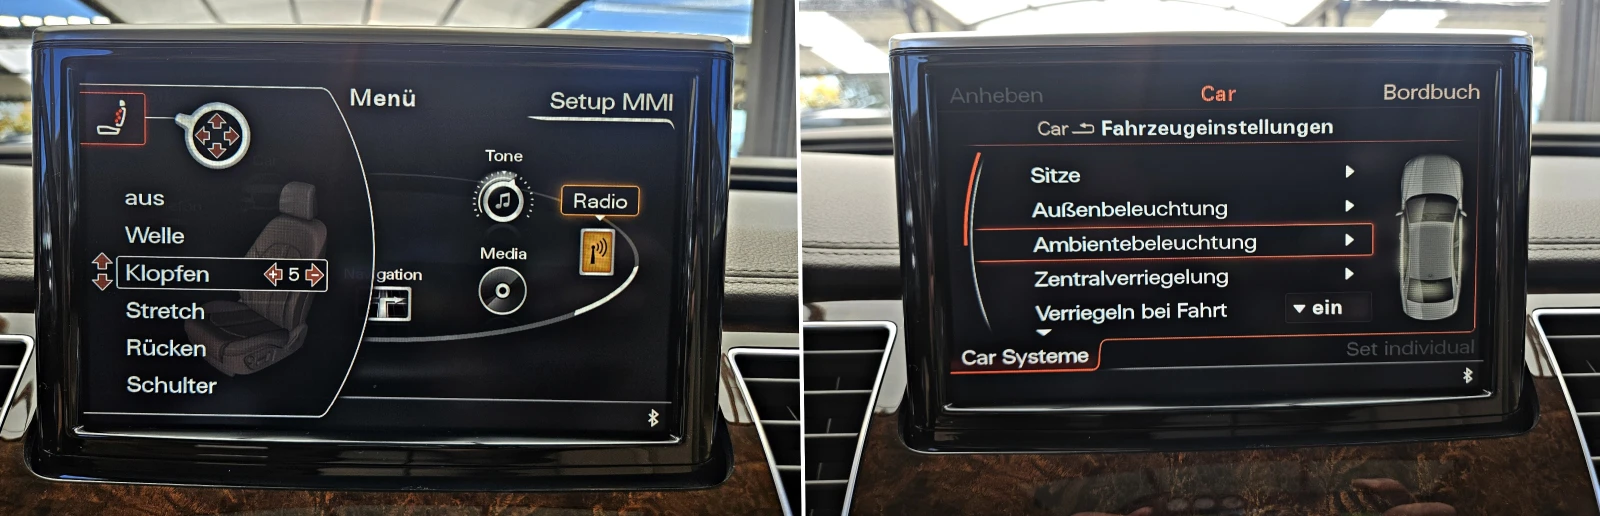 Menü
Setup MMI
aus
Welle
Klopfen 5
Stretch
Rücken
Schulter
Tone
Radio
Media
Anheben
Car
Bordbuch
Car Fahrzeugeinstellungen
Sitze
Außenbeleuchtung
Ambientebeleuchtung
Zentralverriegelung
Verriegeln bei Fahrt ein
Car Systeme
Set individual